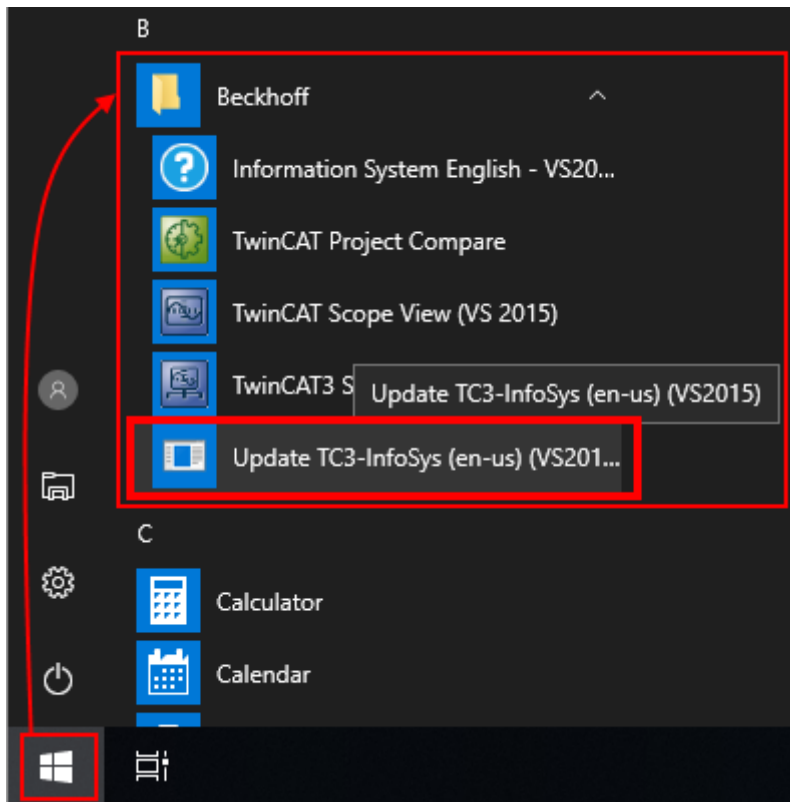 B
Beckhoff
Information System English - VS20...
TwinCAT Project Compare
TwinCAT Scope View (VS 2015)
TwinCAT3 S
Update TC3-InfoSys (en-us) (VS2015)
Update TC3-InfoSys (en-us) (VS201...
C
Calculator
Calendar